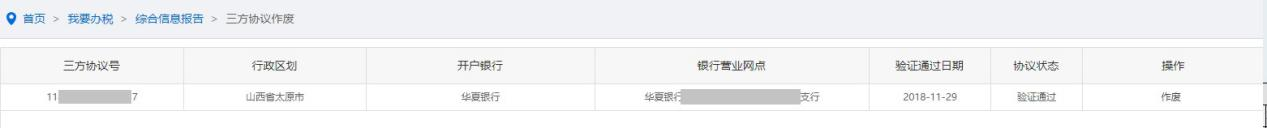 首页 > 我要办税 > 综合信息报告 > 三方协议作废
三方协议号 行政区划 开户银行 银行营业网点 验证通过日期 协议状态 操作
11 7 山西省太原市 华夏银行 华夏银行 支行 2018-11-29 验证通过 作废